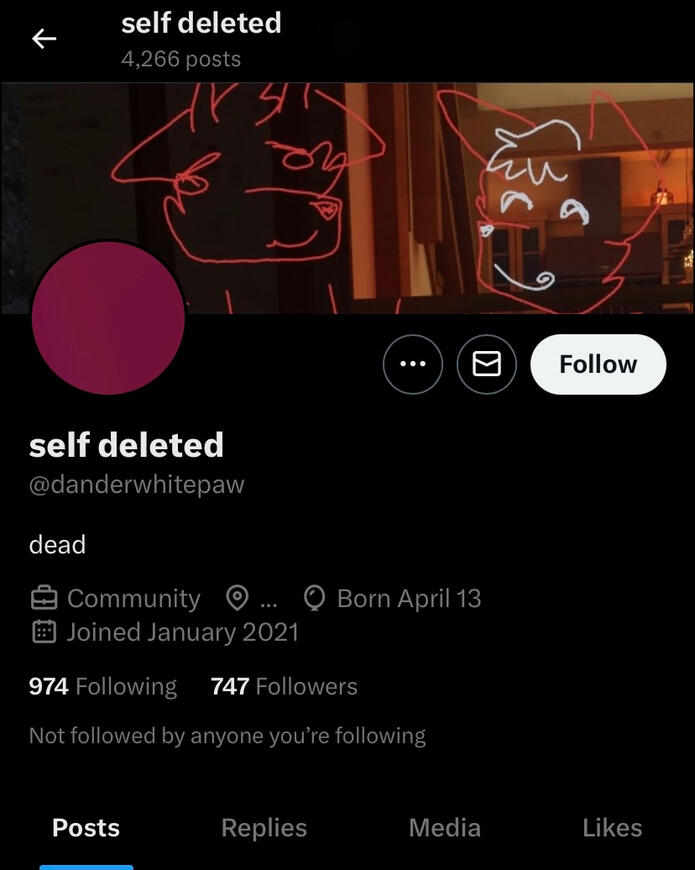 self deleted
4,266 posts
Follow
self deleted
@danderwhitepaw
dead
Community ... Born April 13
Joined January 2021
974 Following 747 Followers
Not followed by anyone you’re following
Posts Replies Media Likes